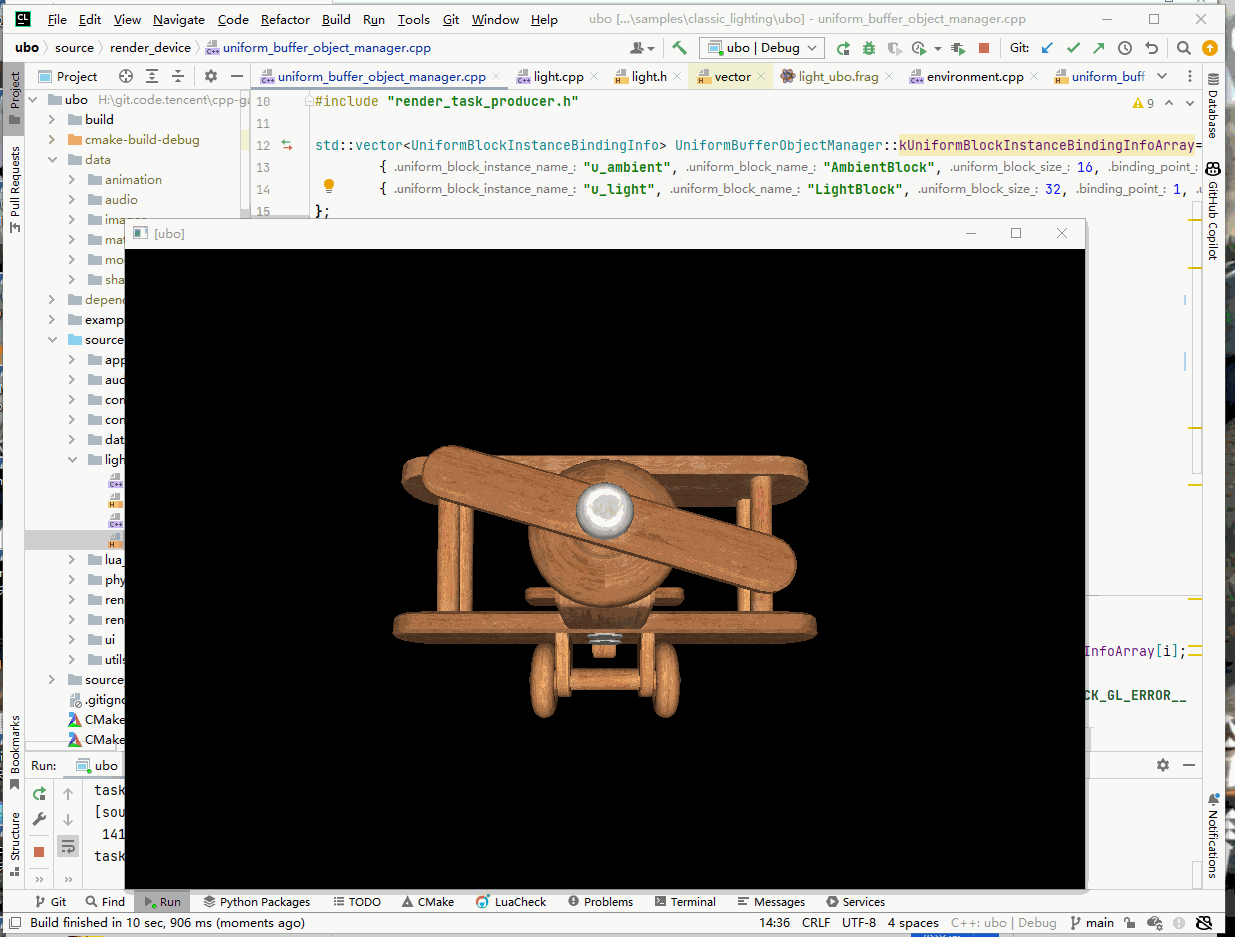 CL File Edit View Navigate Code Refactor Build Run Tools Git Window Help ubo [...\samples\classic_lighting\ubo] - uniform_buffer_object_manager.cpp
ubo source render_device uniform_buffer_object_manager.cpp ubo | Debug Git:
Project uniform_buffer_object_manager.cpp light.cpp light.h vector light_ubo.frag environment.cpp uniform_buff
ubo H:\git.code.tencent\cpp-ga
build
cmake-build-debug
data
animation
audio
images
mat
mo
sha
depend
examp
source
app
aud
com
con
dat
ligh
lua_
phy
ren
ren
ui
utils
source_
.gitigno
CMake
CMake
10 #include "render_task_producer.h"
11
12 std::vector<UniformBlockInstanceBindingInfo> UniformBufferObjectManager::kUniformBlockInstanceBindingInfoArray=
13 { .uniform_block_instance_name_: "u_ambient", .uniform_block_name_: "AmbientBlock", .uniform_block_size_: 16, .binding_point_:
14 { .uniform_block_instance_name_: "u_light", .uniform_block_name_: "LightBlock", .uniform_block_size_: 32, .binding_point_: 1,
15 };
9
[ubo]
InfoArray[i];
CK_GL_ERROR__
Project
Pull Requests
Bookmarks
Structure
Database
GitHub Copilot
Notifications
Run: ubo
task
[sou
141
task
Git Find Run Python Packages TODO CMake LuaCheck Problems Terminal Messages Services
Build finished in 10 sec, 906 ms (moments ago) 14:36 CRLF UTF-8 4 spaces C++: ubo | Debug main